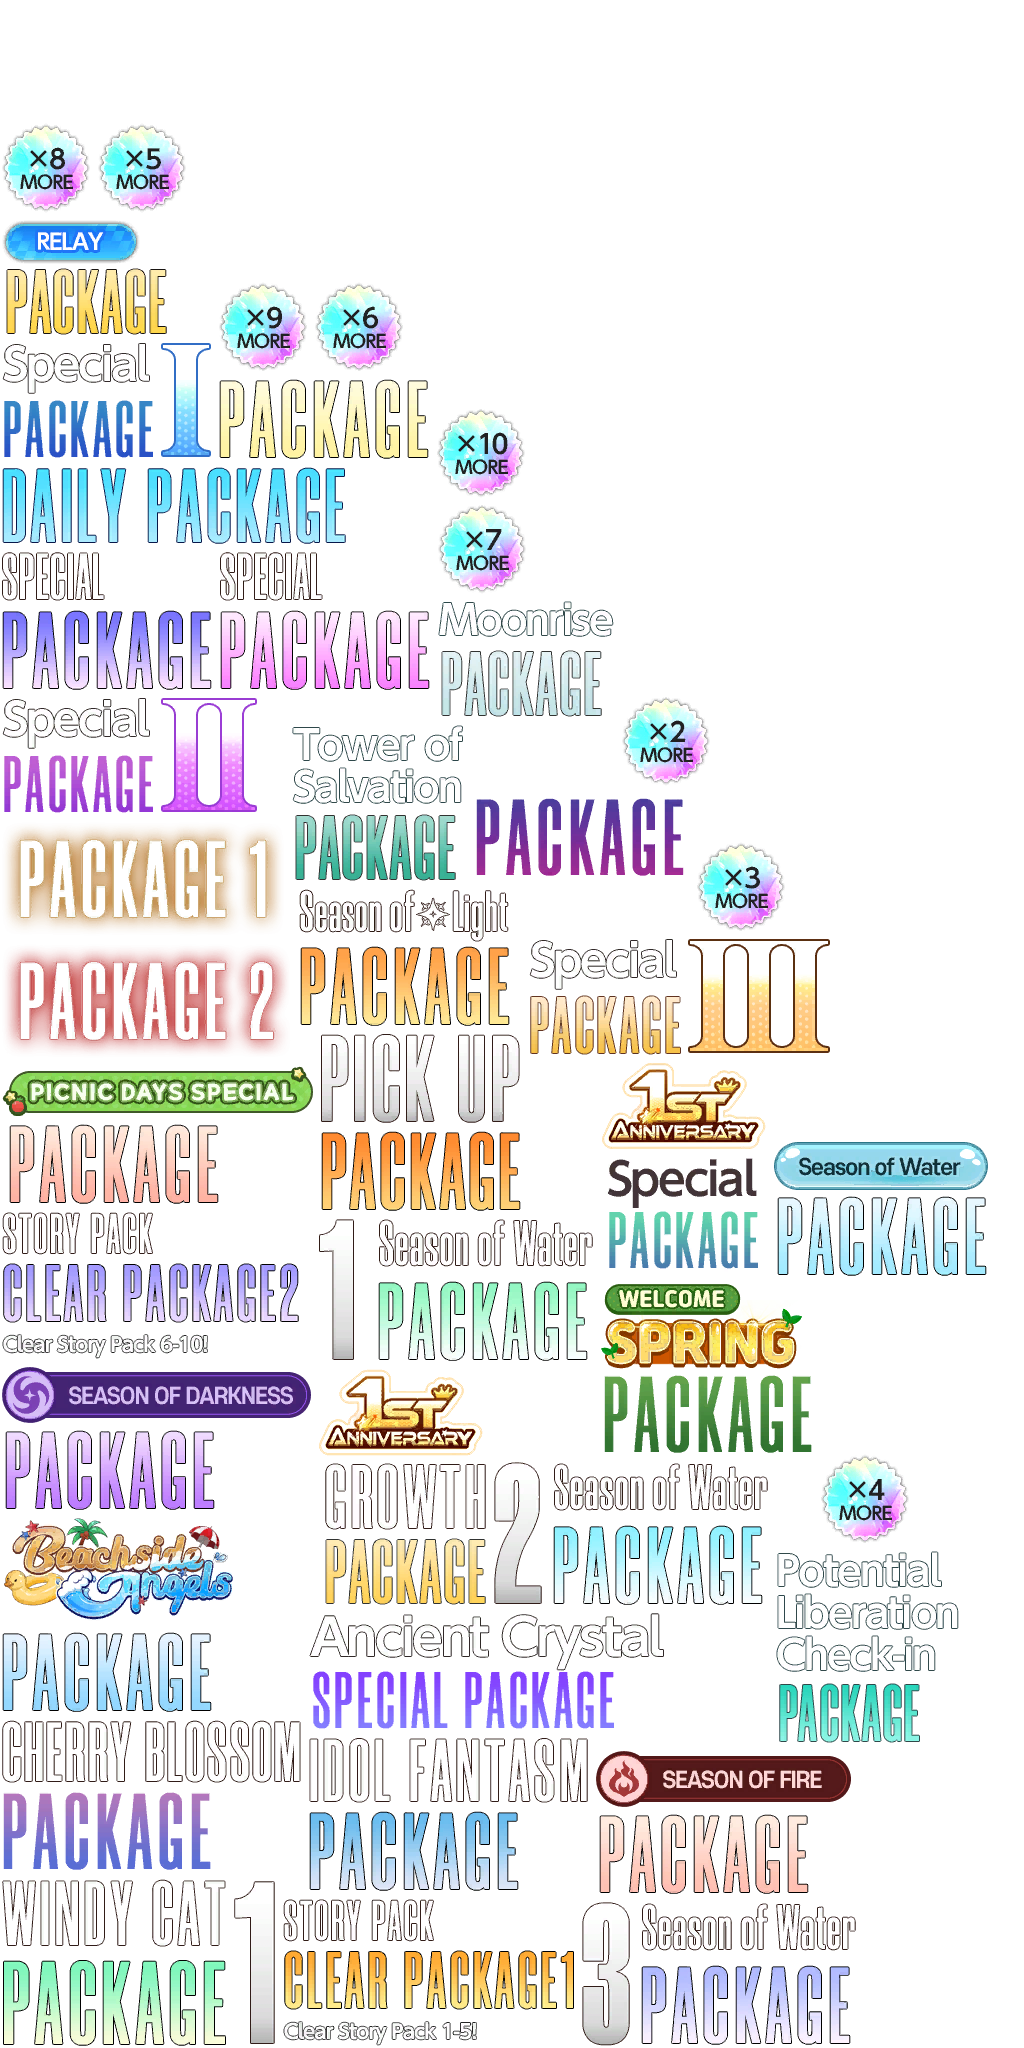 ×8
MORE
×5
MORE
RELAY
PACKAGE
×9
MORE
×6
MORE
Special
PACKAGE
I
PACKAGE
×10
MORE
DAILY PACKAGE
×7
MORE
SPECIAL
PACKAGE
SPECIAL
PACKAGE
Moonrise
PACKAGE
Special
PACKAGE
II
Tower of
Salvation
PACKAGE
×2
MORE
PACKAGE
PACKAGE 1
×3
MORE
Season of Light
PACKAGE
Special
PACKAGE
III
PACKAGE 2
PICK UP
PACKAGE
PICNIC DAYS SPECIAL
PACKAGE
1ST
ANNIVERSARY
Special
PACKAGE
Season of Water
PACKAGE
STORY PACK
CLEAR PACKAGE2
Clear Story Pack 6-10!
1
Season of Water
PACKAGE
WELCOME
SPRING
PACKAGE
SEASON OF DARKNESS
PACKAGE
1ST
ANNIVERSARY
GROWTH
PACKAGE
2
Season of Water
PACKAGE
×4
MORE
Beachside
Angels
PACKAGE
Potential
Liberation
Check-in
PACKAGE
Ancient Crystal
SPECIAL PACKAGE
CHERRY BLOSSOM
PACKAGE
IDOL FANTASM
PACKAGE
SEASON OF FIRE
PACKAGE
WINDY CAT
PACKAGE
1
STORY PACK
CLEAR PACKAGE1
Clear Story Pack 1-5!
3
Season of Water
PACKAGE